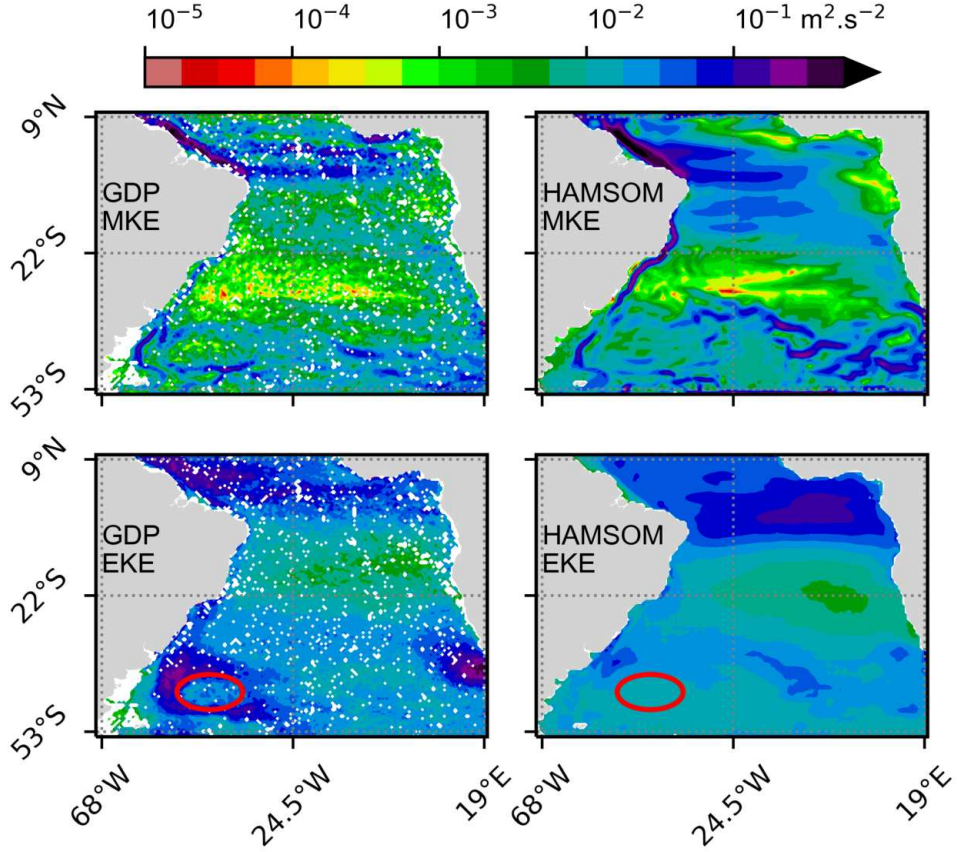 10⁻⁵ 10⁻⁴ 10⁻³ 10⁻² 10⁻¹ m².s⁻²
9°N
GDP
MKE
HAMSOM
MKE
22°S
53°S
9°N
GDP
EKE
HAMSOM
EKE
22°S
53°S
68°W 24.5°W 19°E 68°W 24.5°W 19°E